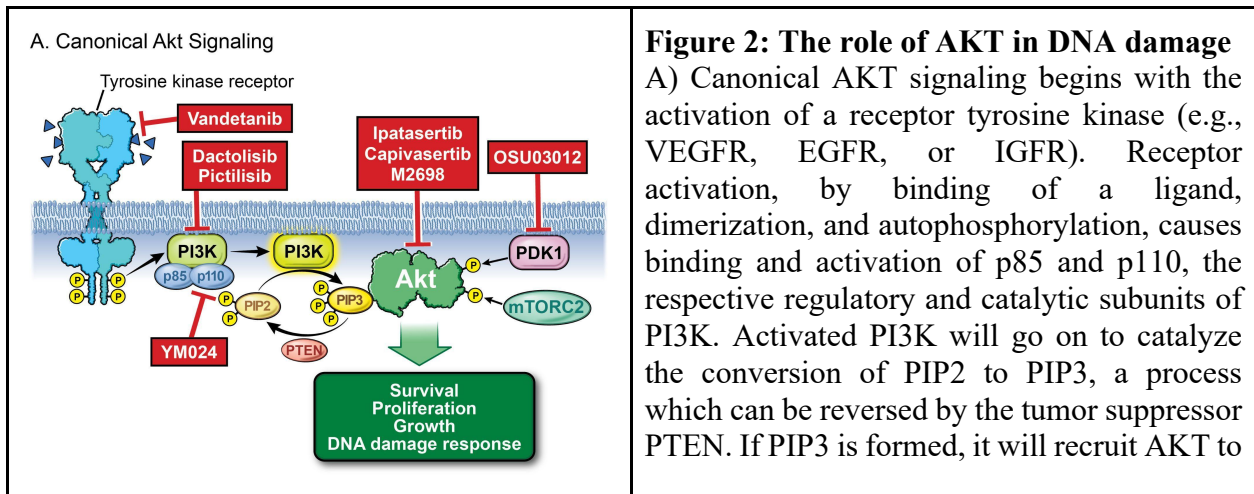 A. Canonical Akt Signaling
Tyrosine kinase receptor
Vandetanib
Dactolisib
Pictilisib
Ipatasertib
Capivasertib
M2698
OSU03012
PI3K
PI3K
PDK1
p85
p110
Akt
P
P
P
P
P
P
PIP2
P
P
P
PIP3
P
P
mTORC2
PTEN
YM024
Survival
Proliferation
Growth
DNA damage response
Figure 2: The role of AKT in DNA damage
A) Canonical AKT signaling begins with the
activation of a receptor tyrosine kinase (e.g.,
VEGFR, EGFR, or IGFR). Receptor
activation, by binding of a ligand,
dimerization, and autophosphorylation, causes
binding and activation of p85 and p110, the
respective regulatory and catalytic subunits of
PI3K. Activated PI3K will go on to catalyze
the conversion of PIP2 to PIP3, a process
which can be reversed by the tumor suppressor
PTEN. If PIP3 is formed, it will recruit AKT to